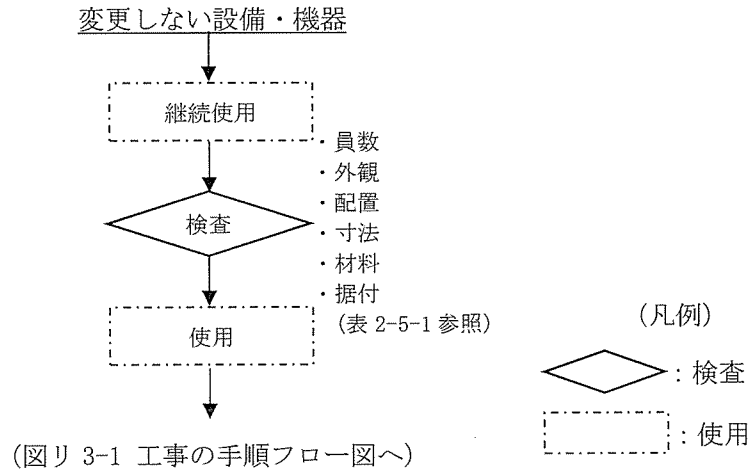 変更しない設備・機器
継続使用
・員数
・外観
・配置
検査
・寸法
・材料
・据付
(表 2-5-1 参照)
使用
(凡例)
：検査
：使用
(図リ 3-1 工事の手順フロー図へ)